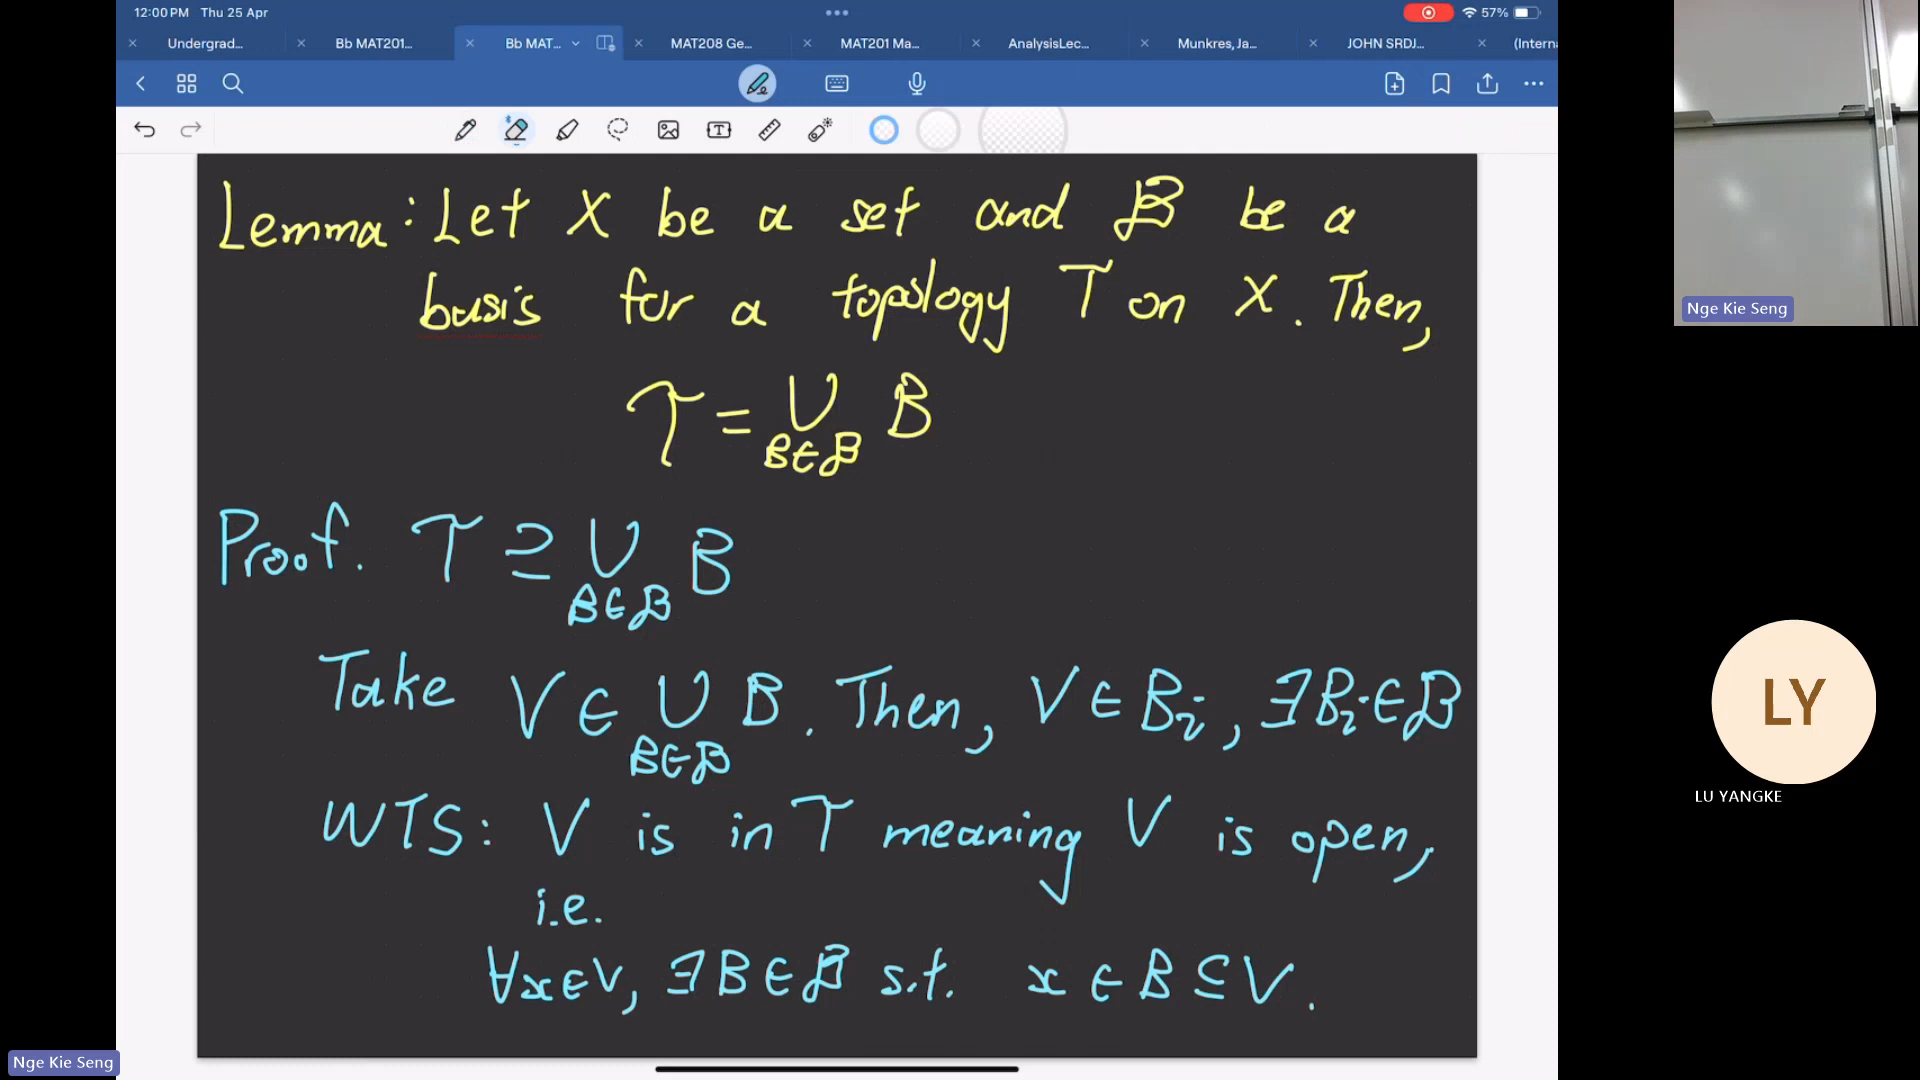 12:00 PM Thu 25 Apr
57%
Undergrad...
Bb MAT201...
Bb MAT...
MAT208 Ge...
MAT201 Ma...
AnalysisLec...
Munkres, Ja...
JOHN SRDJ...
(Interna
Lemma: Let X be a set and ℬ be a
basis for a topology T on X. Then,
T = ∪ B
B∈ℬ
Proof. T ⊇ ∪ B
B∈ℬ
Take V ∈ ∪ B. Then, V ∈ Bᵢ, ∃Bᵢ∈ℬ
B∈ℬ
WTS: V is in T meaning V is open,
i.e.
∀x∈V, ∃B∈ℬ s.t. x ∈ B ⊆ V.
Nge Kie Seng
LY
LU YANGKE
Nge Kie Seng